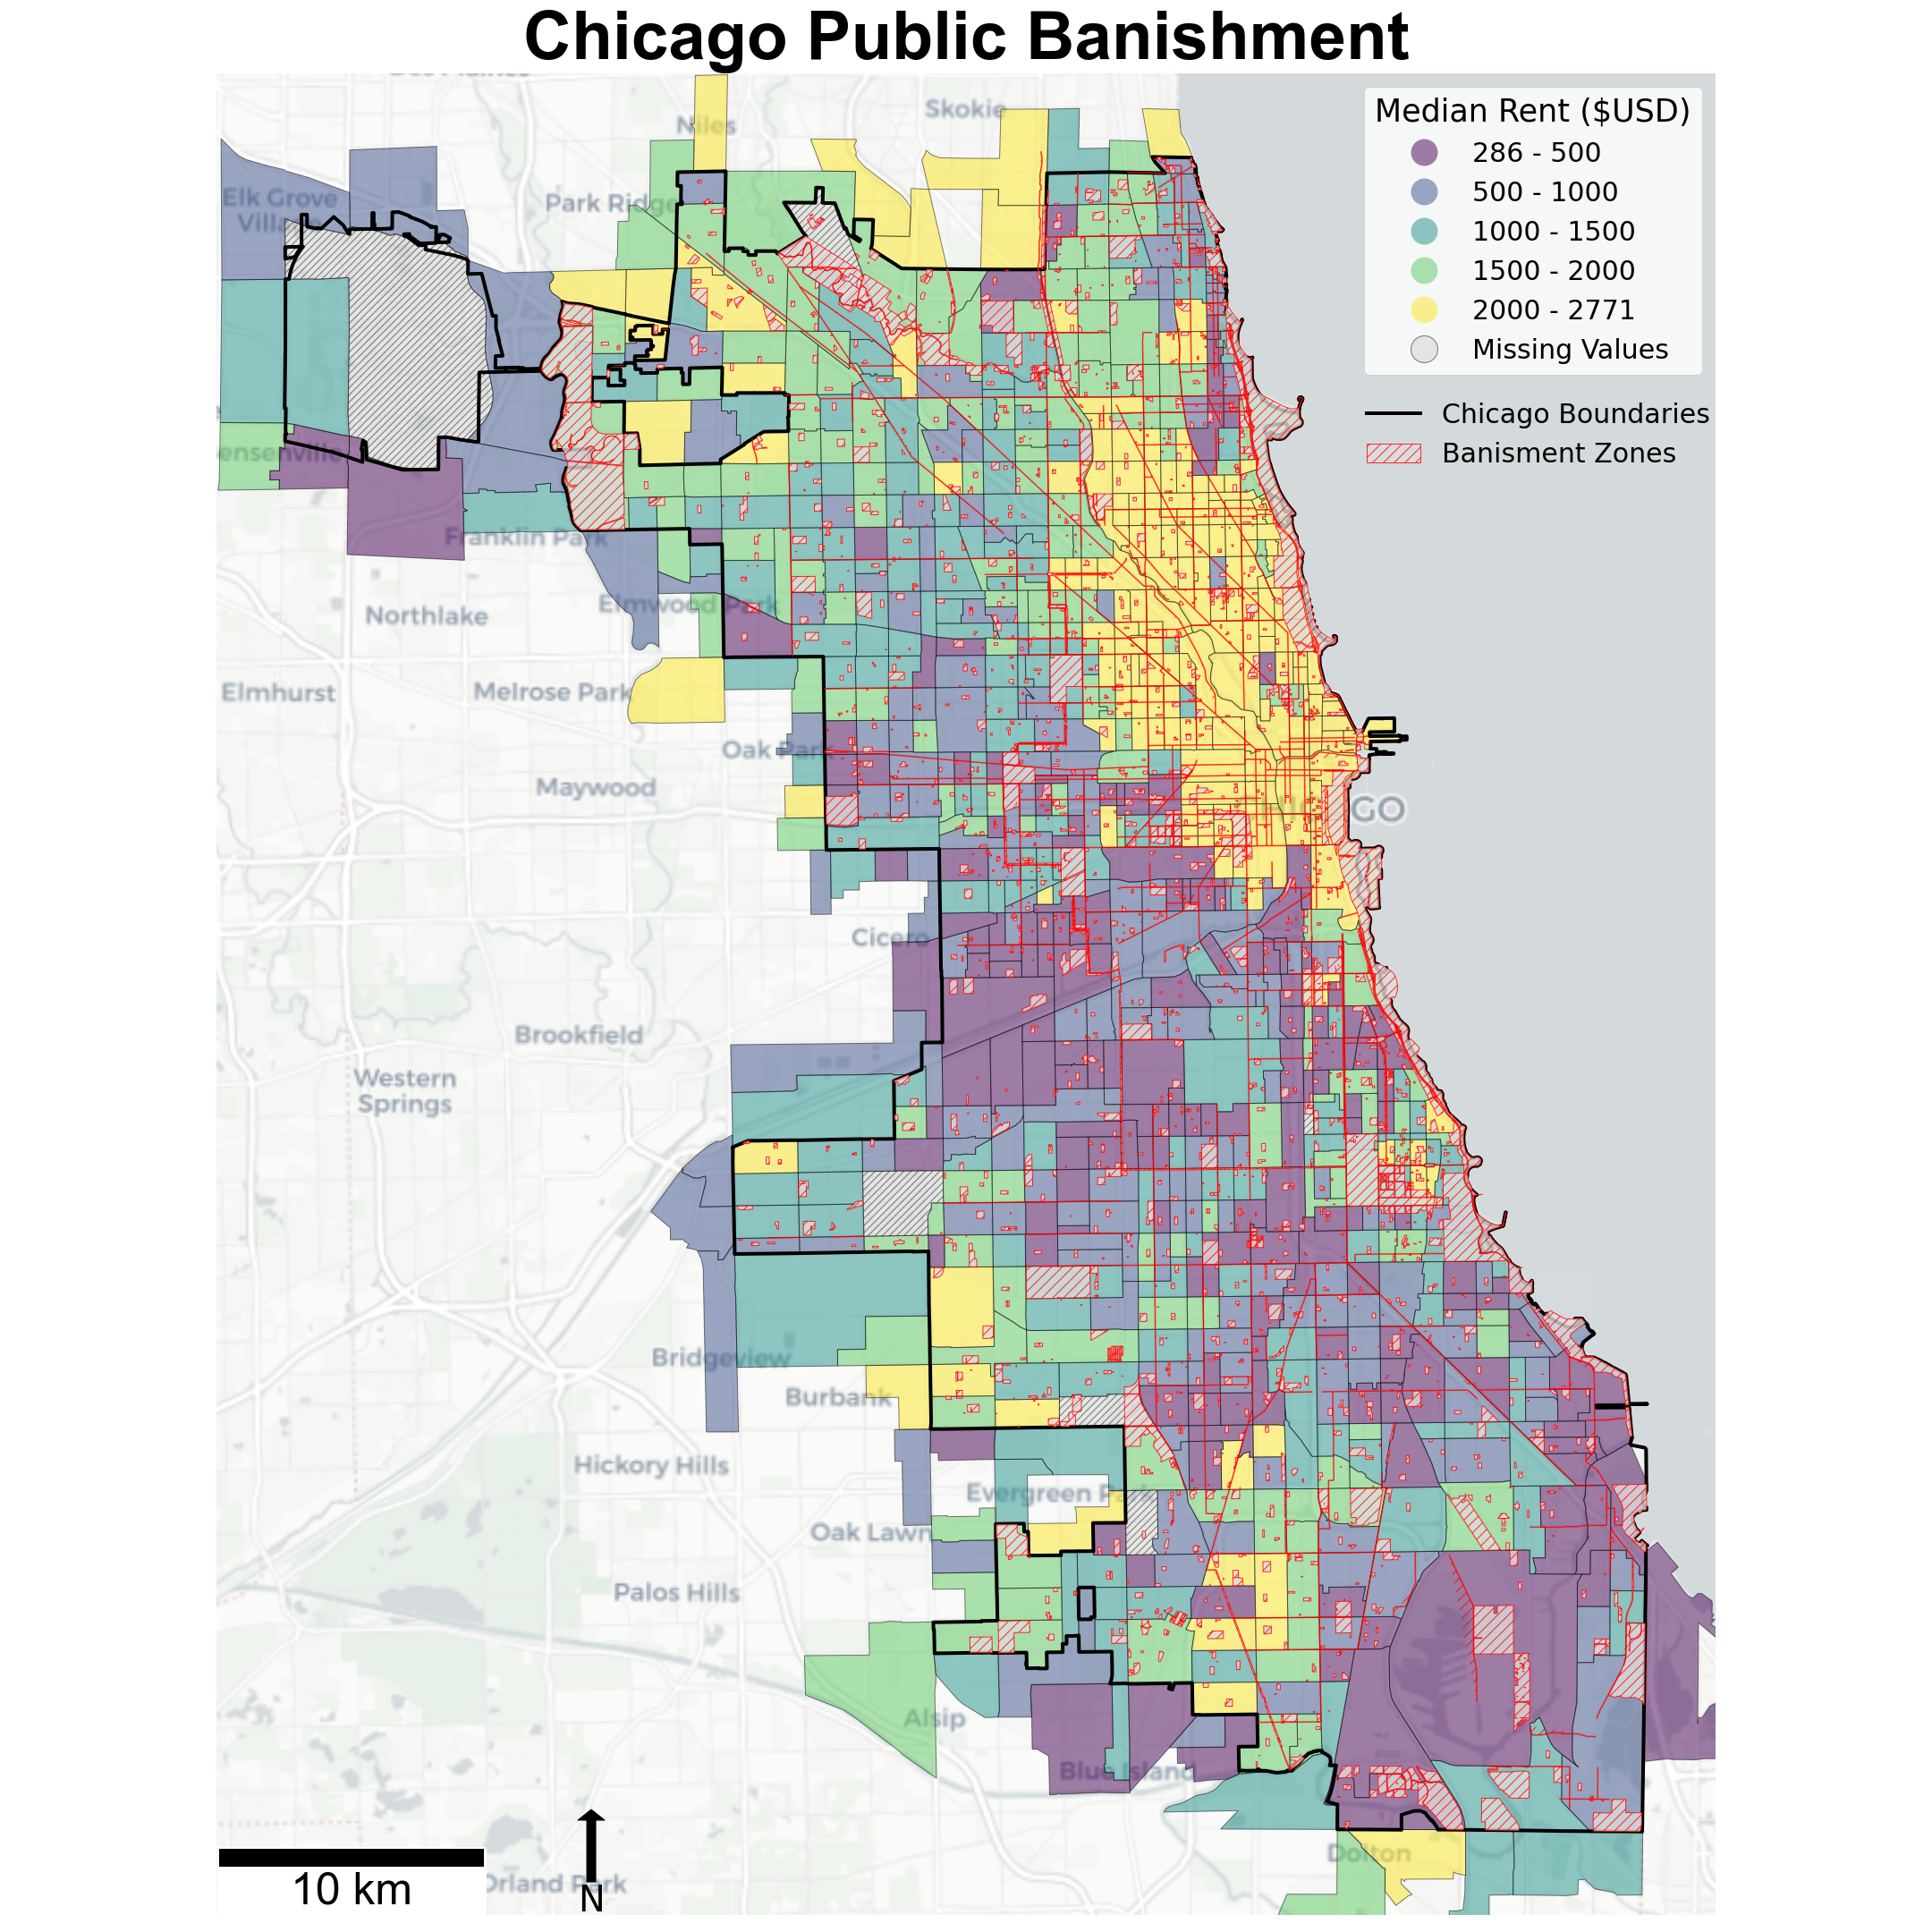 Chicago Public Banishment
Skokie
Niles
Median Rent ($USD)
286 - 500
500 - 1000
1000 - 1500
1500 - 2000
2000 - 2771
Missing Values
Chicago Boundaries
Banisment Zones
Elk Grove
Park Ridge
Franklin Park
Elmwood Park
Northlake
Elmhurst
Melrose Park
Oak Park
Maywood
GO
Cicero
Brookfield
Western
Springs
Bridgeview
Burbank
Hickory Hills
Evergreen Park
Oak Lawn
Palos Hills
Alsip
Blue Island
Dolton
10 km
N
Orland Park